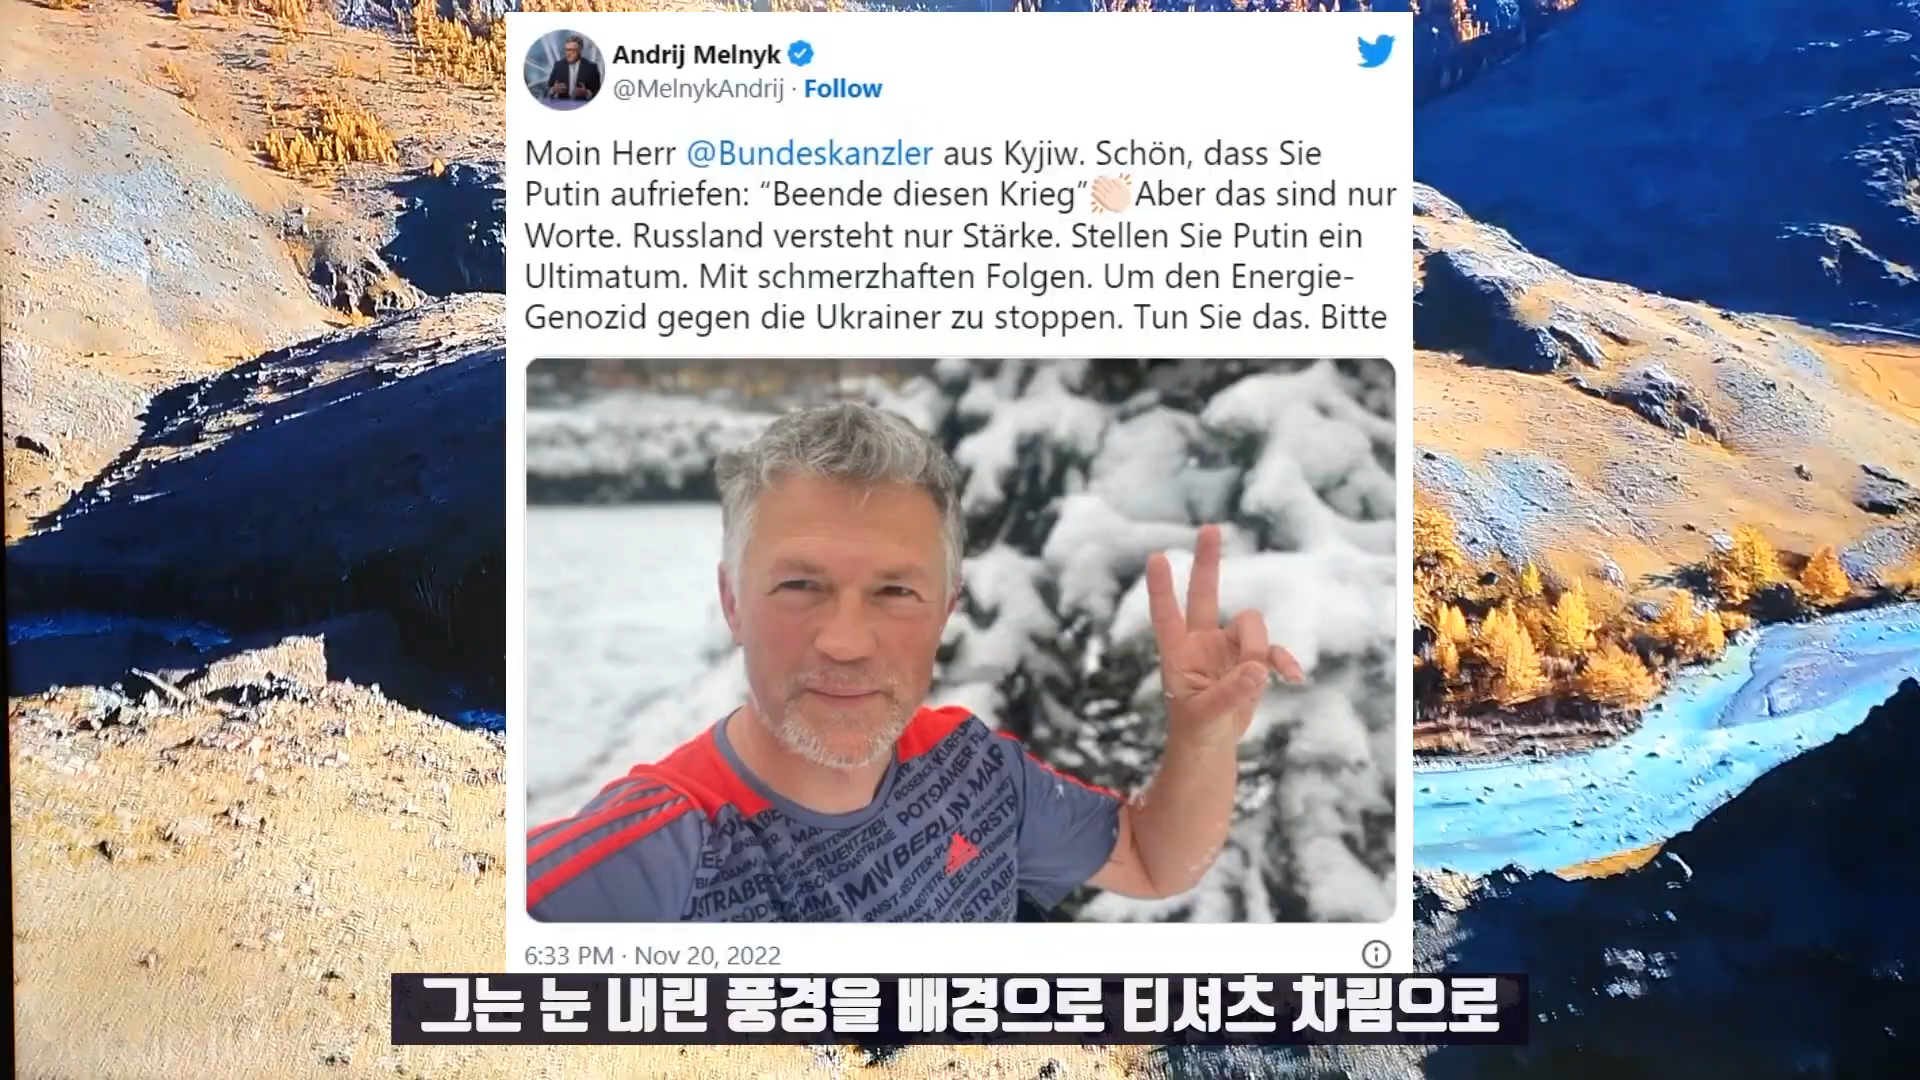 Andrij Melnyk
@MelnykAndrij · Follow
Moin Herr @Bundeskanzler aus Kyjiw. Schön, dass Sie
Putin aufriefen: “Beende diesen Krieg”👏🏻Aber das sind nur
Worte. Russland versteht nur Stärke. Stellen Sie Putin ein
Ultimatum. Mit schmerzhaften Folgen. Um den Energie-
Genozid gegen die Ukrainer zu stoppen. Tun Sie das. Bitte
POTSDAMER PL
BERLIN-MAR
6:33 PM · Nov 20, 2022
그는 눈 내린 풍경을 배경으로 티셔츠 차림으로